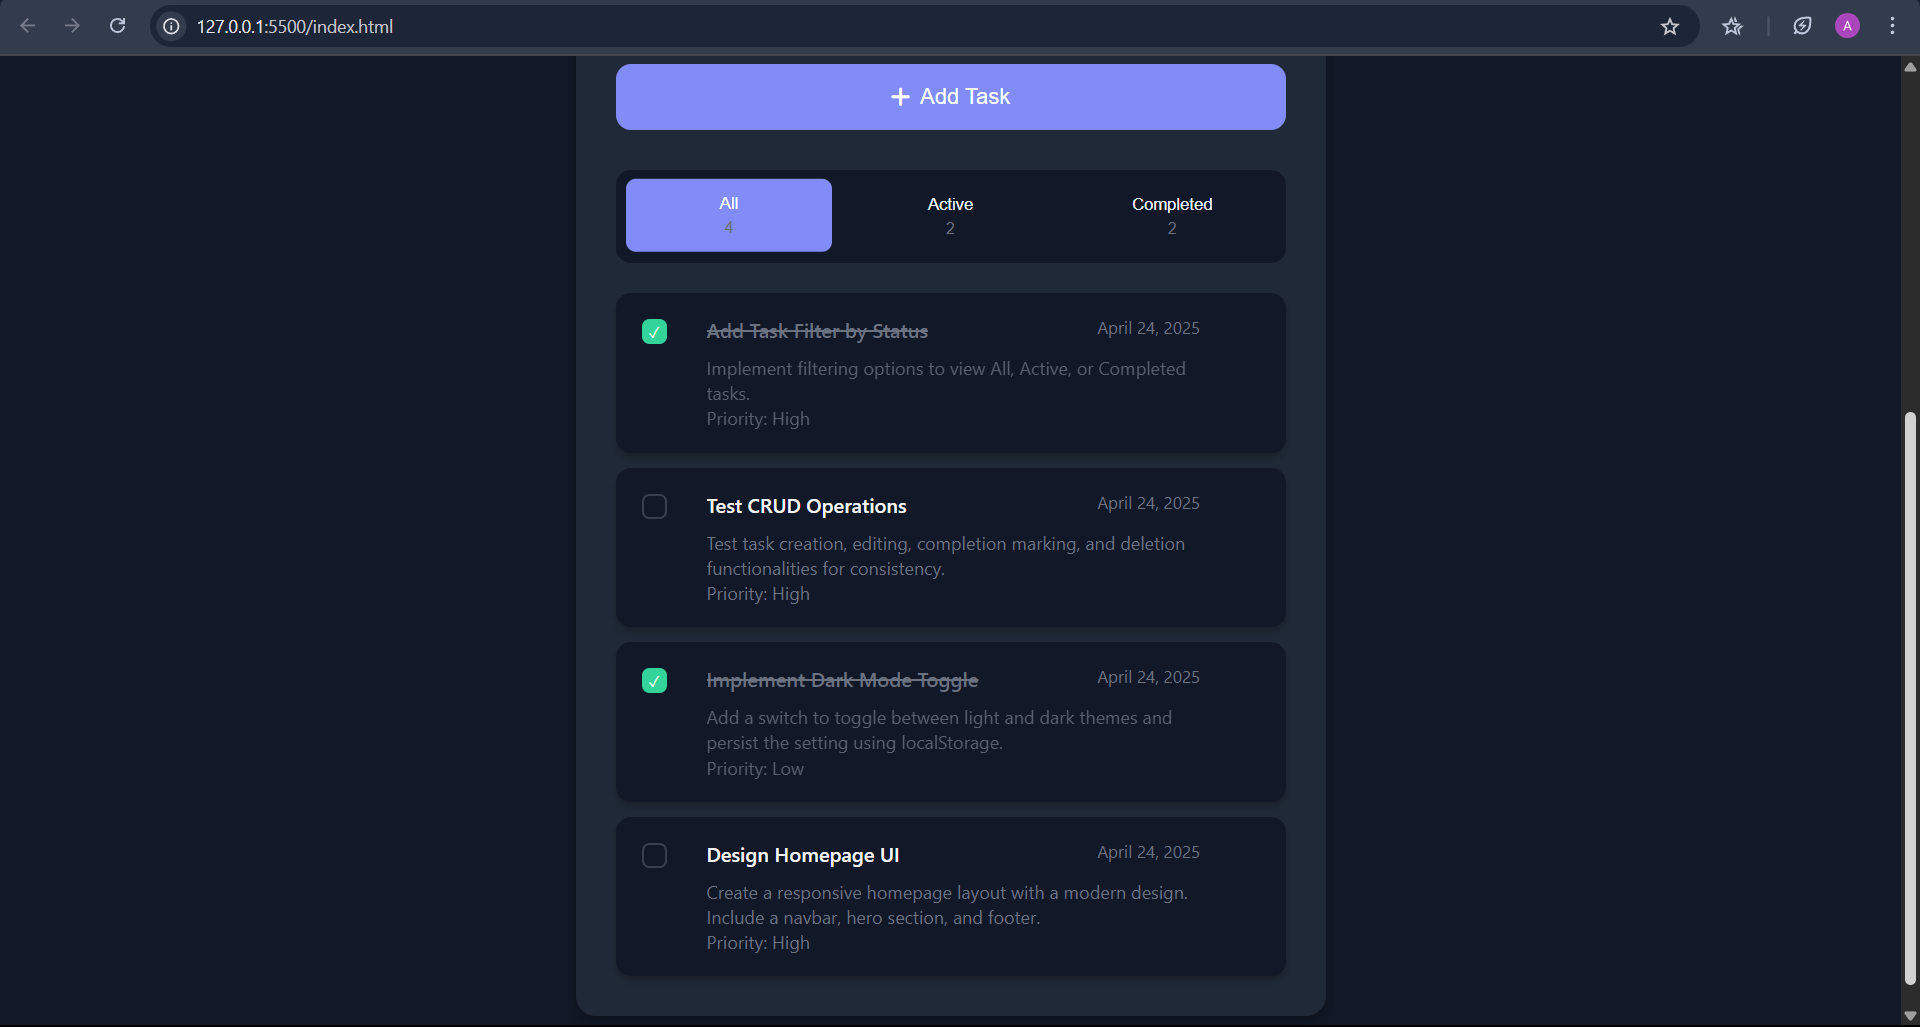 127.0.0.1:5500/index.html
A
Add Task
All
4
Active
2
Completed
2
Add Task Filter by Status
April 24, 2025
Implement filtering options to view All, Active, or Completed
tasks.
Priority: High
Test CRUD Operations
April 24, 2025
Test task creation, editing, completion marking, and deletion
functionalities for consistency.
Priority: High
Implement Dark Mode Toggle
April 24, 2025
Add a switch to toggle between light and dark themes and
persist the setting using localStorage.
Priority: Low
Design Homepage UI
April 24, 2025
Create a responsive homepage layout with a modern design.
Include a navbar, hero section, and footer.
Priority: High